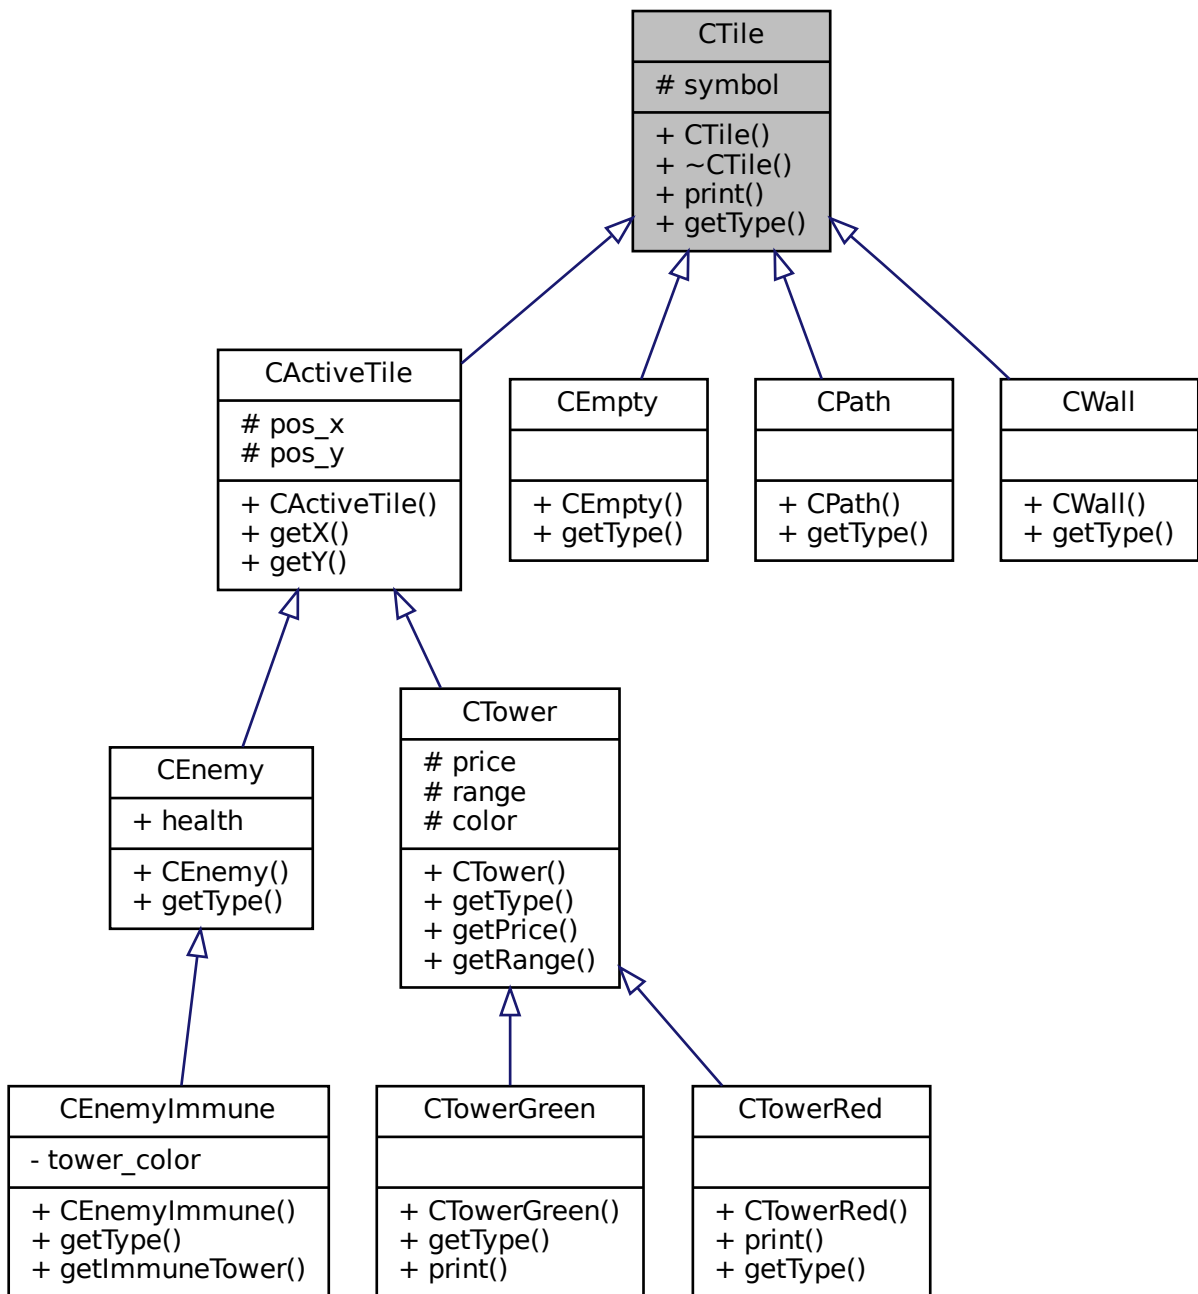 CTile
# symbol
+ CTile()
+ ~CTile()
+ print()
+ getType()
CActiveTile
# pos_x
# pos_y
+ CActiveTile()
+ getX()
+ getY()
CEmpty
+ CEmpty()
+ getType()
CPath
+ CPath()
+ getType()
CWall
+ CWall()
+ getType()
CEnemy
+ health
+ CEnemy()
+ getType()
CTower
# price
# range
# color
+ CTower()
+ getType()
+ getPrice()
+ getRange()
CEnemyImmune
- tower_color
+ CEnemyImmune()
+ getType()
+ getImmuneTower()
CTowerGreen
+ CTowerGreen()
+ getType()
+ print()
CTowerRed
+ CTowerRed()
+ print()
+ getType()